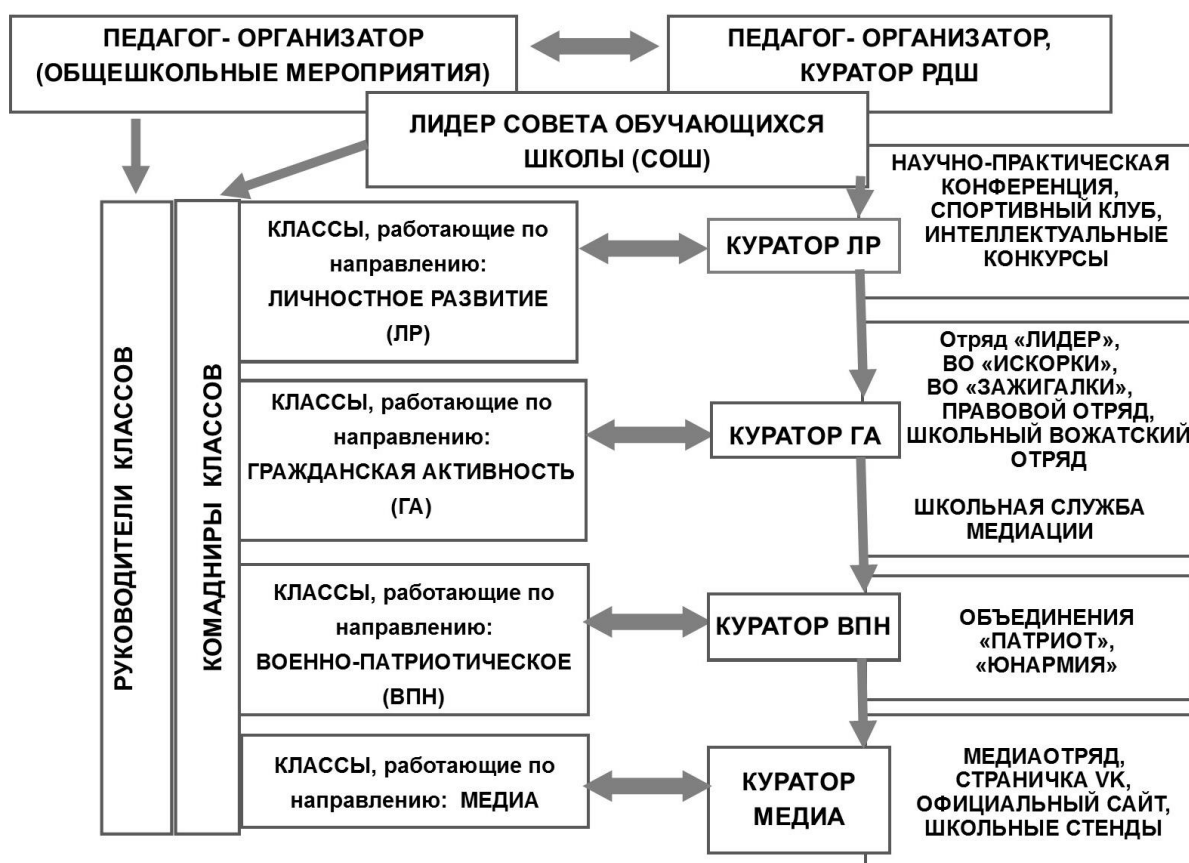 ПЕДАГОГ- ОРГАНИЗАТОР
(ОБЩЕШКОЛЬНЫЕ МЕРОПРИЯТИЯ)
ПЕДАГОГ- ОРГАНИЗАТОР,
КУРАТОР РДШ
ЛИДЕР СОВЕТА ОБУЧАЮЩИХСЯ
ШКОЛЫ (СОШ)
РУКОВОДИТЕЛИ КЛАССОВ
КОМАДНИРЫ КЛАССОВ
КЛАССЫ, работающие по
направлению:
ЛИЧНОСТНОЕ РАЗВИТИЕ
(ЛР)
КУРАТОР ЛР
НАУЧНО-ПРАКТИЧЕСКАЯ
КОНФЕРЕНЦИЯ,
СПОРТИВНЫЙ КЛУБ,
ИНТЕЛЛЕКТУАЛЬНЫЕ
КОНКУРСЫ
КЛАССЫ, работающие по
направлению:
ГРАЖДАНСКАЯ АКТИВНОСТЬ
(ГА)
КУРАТОР ГА
Отряд «ЛИДЕР»,
ВО «ИСКОРКИ»,
ВО «ЗАЖИГАЛКИ»,
ПРАВОВОЙ ОТРЯД,
ШКОЛЬНЫЙ ВОЖАТСКИЙ
ОТРЯД
ШКОЛЬНАЯ СЛУЖБА
МЕДИАЦИИ
КЛАССЫ, работающие по
направлению:
ВОЕННО-ПАТРИОТИЧЕСКОЕ
(ВПН)
КУРАТОР ВПН
ОБЪЕДИНЕНИЯ
«ПАТРИОТ»,
«ЮНАРМИЯ»
КЛАССЫ, работающие по
направлению: МЕДИА
КУРАТОР
МЕДИА
МЕДИАОТРЯД,
СТРАНИЧКА VK,
ОФИЦИАЛЬНЫЙ САЙТ,
ШКОЛЬНЫЕ СТЕНДЫ